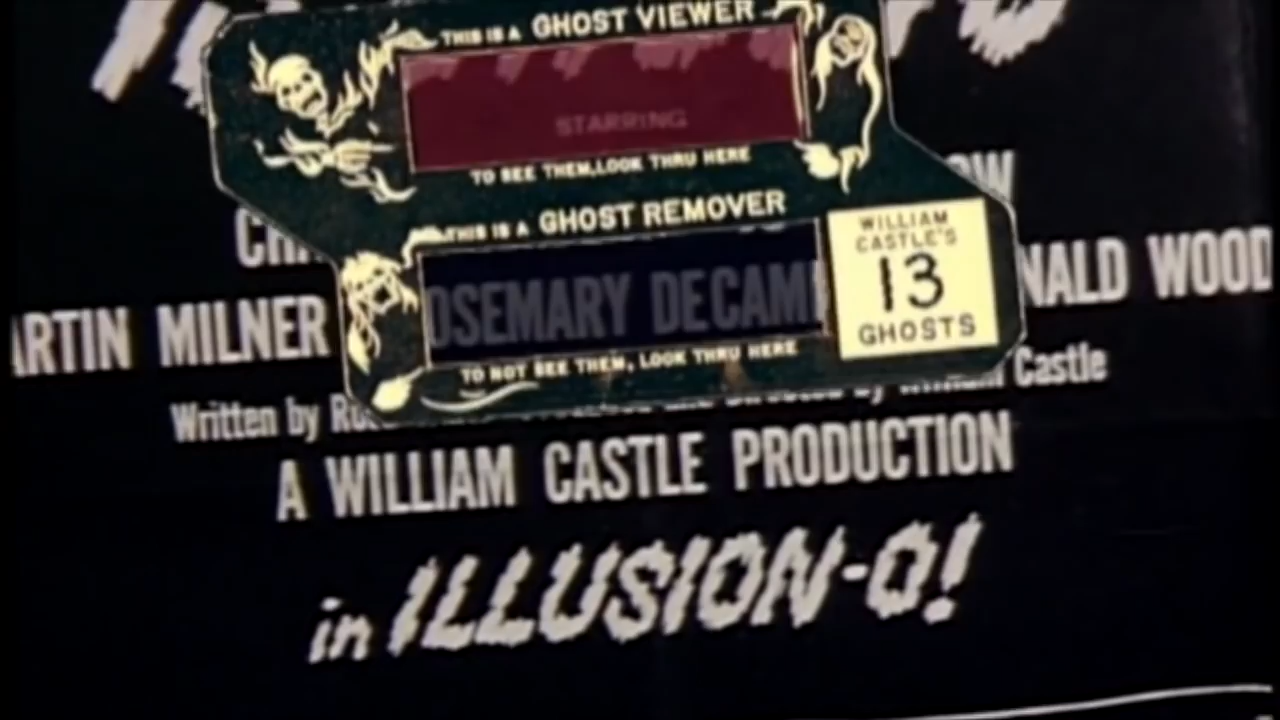 THIS IS A GHOST VIEWER
STARRING
TO SEE THEM, LOOK THRU HERE
THIS IS A GHOST REMOVER
WILLIAM
CASTLE'S
13
GHOSTS
MARTIN MILNER ROSEMARY DECAM NALD WOOD
TO NOT SEE THEM, LOOK THRU HERE
Written by Castle
A WILLIAM CASTLE PRODUCTION
in ILLUSION-O!